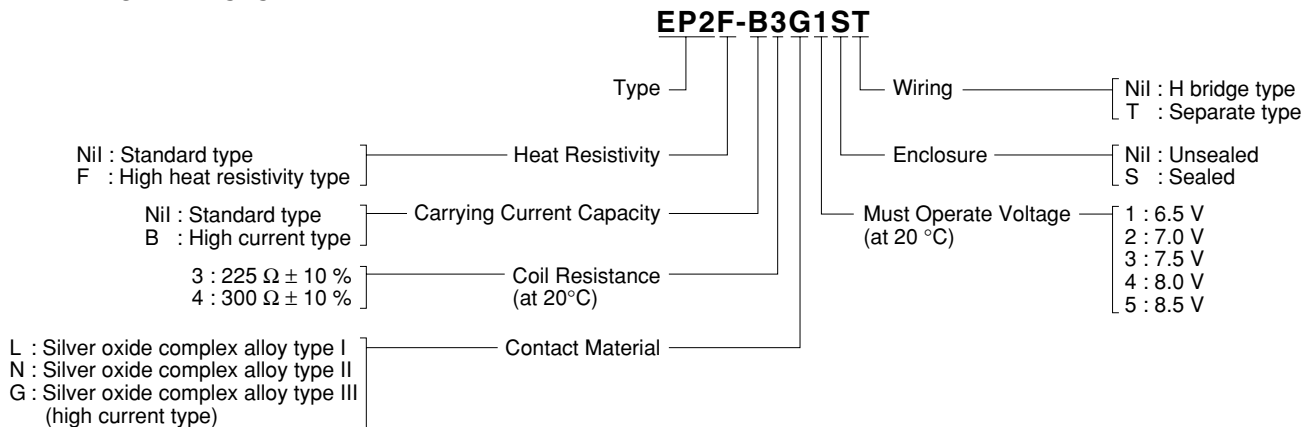 EP2F-B3G1ST
Type
Wiring
Nil : H bridge type
T : Separate type
Nil : Standard type
F : High heat resistivity type
Heat Resistivity
Enclosure
Nil : Unsealed
S : Sealed
Nil : Standard type
B : High current type
Carrying Current Capacity
Must Operate Voltage
(at 20 °C)
1 : 6.5 V
2 : 7.0 V
3 : 7.5 V
4 : 8.0 V
5 : 8.5 V
3 : 225 Ω ± 10 %
4 : 300 Ω ± 10 %
Coil Resistance
(at 20°C)
L : Silver oxide complex alloy type I
N : Silver oxide complex alloy type II
G : Silver oxide complex alloy type III
(high current type)
Contact Material